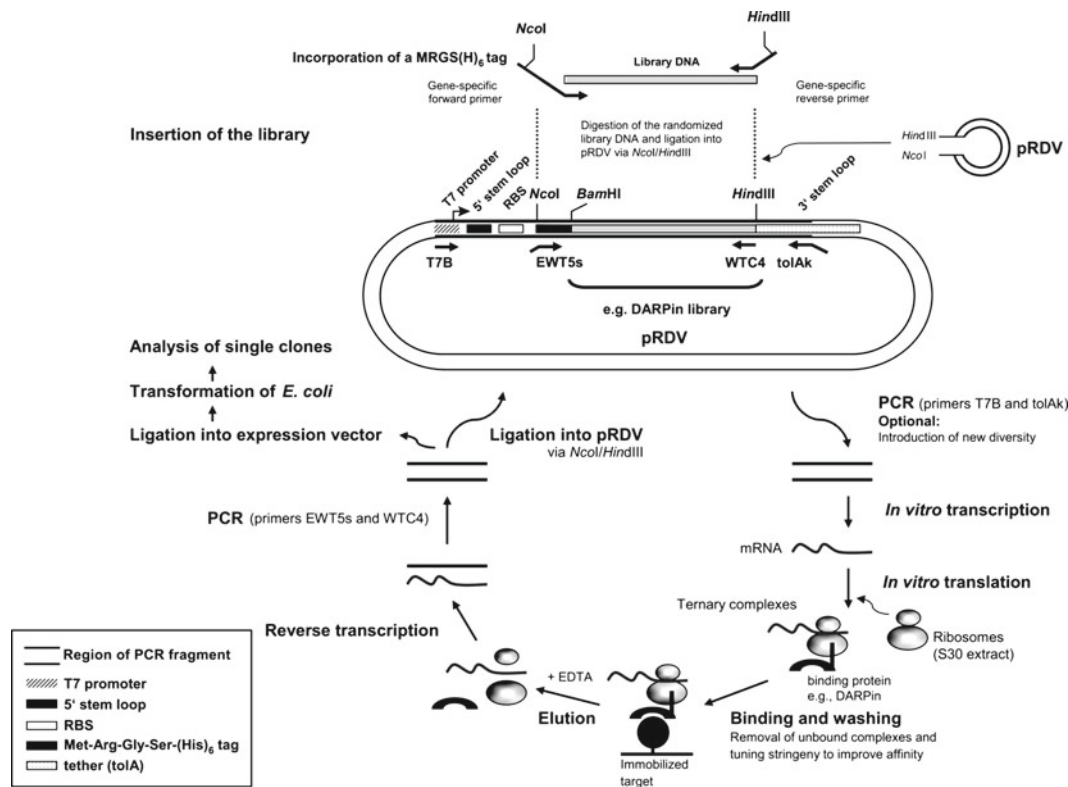 NcoI
HindIII
Incorporation of a MRGS(H)6 tag
Library DNA
Gene-specific
forward primer
Gene-specific
reverse primer
Insertion of the library
Digestion of the randomized
library DNA and ligation into
pRDV via NcoI/HindIII
HindIII
NcoI
pRDV
T7 promoter
5' stem loop
RBS
NcoI
BamHI
HindIII
3' stem loop
T7B
EWT5s
WTC4
tolAk
e.g. DARPin library
pRDV
Analysis of single clones
Transformation of E. coli
Ligation into expression vector
Ligation into pRDV
via NcoI/HindIII
PCR (primers T7B and tolAk)
Optional:
Introduction of new diversity
PCR (primers EWT5s and WTC4)
In vitro transcription
mRNA
In vitro translation
Ternary complexes
Ribosomes
(S30 extract)
Reverse transcription
binding protein
e.g., DARPin
+ EDTA
Elution
Binding and washing
Removal of unbound complexes and
tuning stringeny to improve affinity
Immobilized
target
Region of PCR fragment
T7 promoter
5' stem loop
RBS
Met-Arg-Gly-Ser-(His)6 tag
tether (tolA)